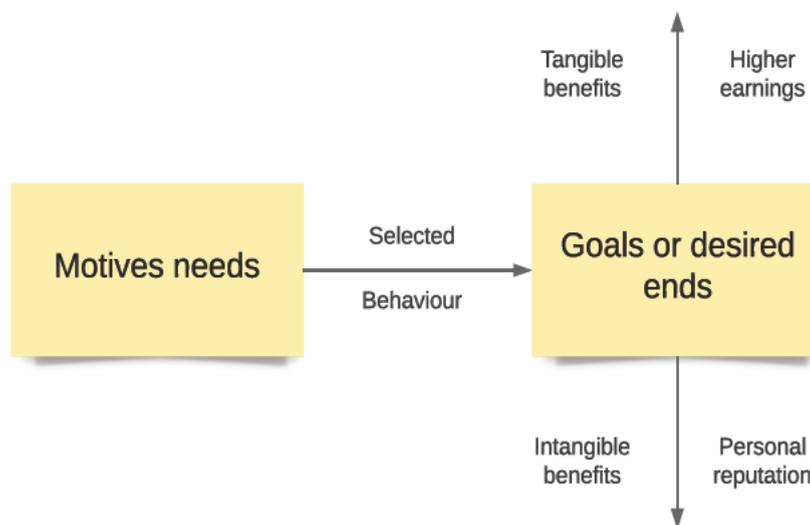 Tangible
benefits
Higher
earnings
Motives needs
Selected
Behaviour
Goals or desired
ends
Intangible
benefits
Personal
reputation